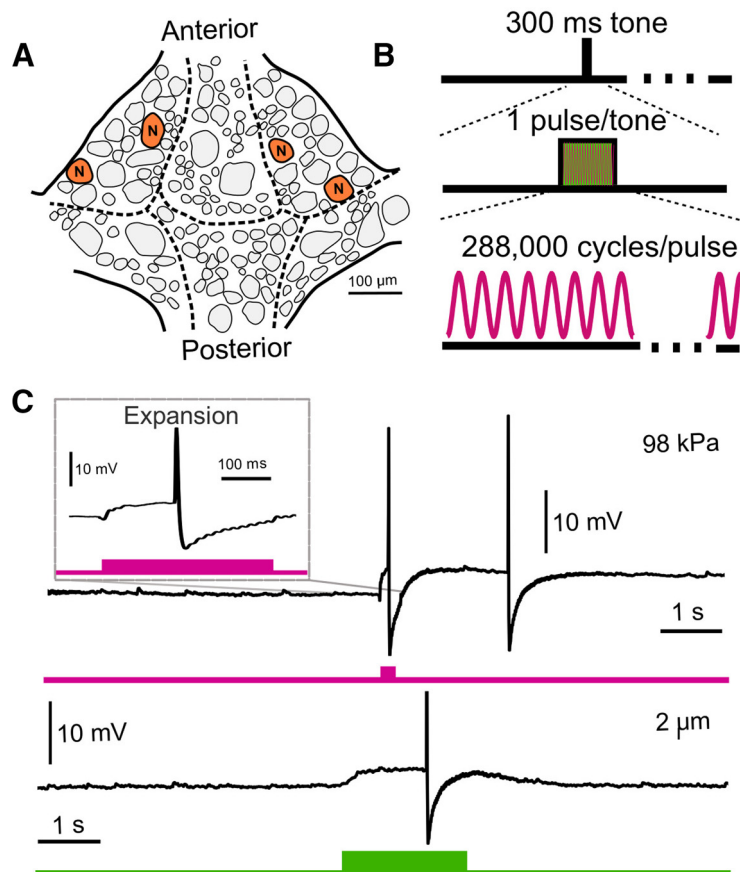 A
Anterior
N
N
N
N
100 µm
Posterior
B
300 ms tone
1 pulse/tone
288,000 cycles/pulse
C
Expansion
10 mV
100 ms
98 kPa
10 mV
1 s
10 mV
2 µm
1 s